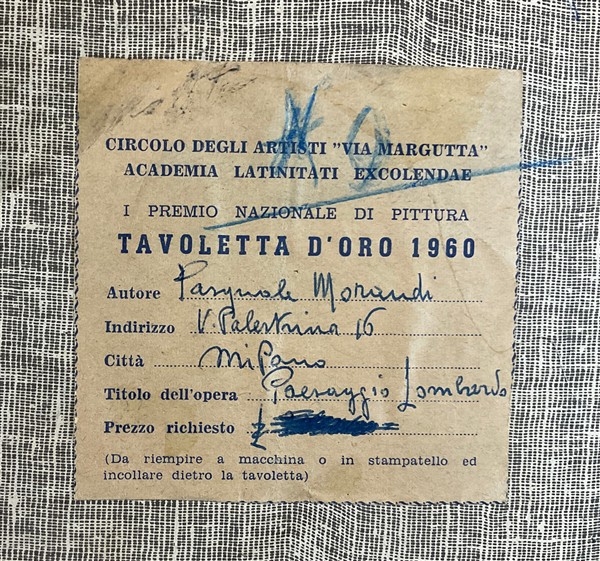 CIRCOLO DEGLI ARTISTI "VIA MARGUTTA"
ACADEMIA LATINITATI EXCOLENDAE
I PREMIO NAZIONALE DI PITTURA
TAVOLETTA D'ORO 1960
Autore Pasquale Morandi
Indirizzo V. Palestrina 16
Città Milano
Titolo dell'opera Paesaggio Lombardo
Prezzo richiesto £
(Da riempire a macchina o in stampatello ed
incollare dietro la tavoletta)